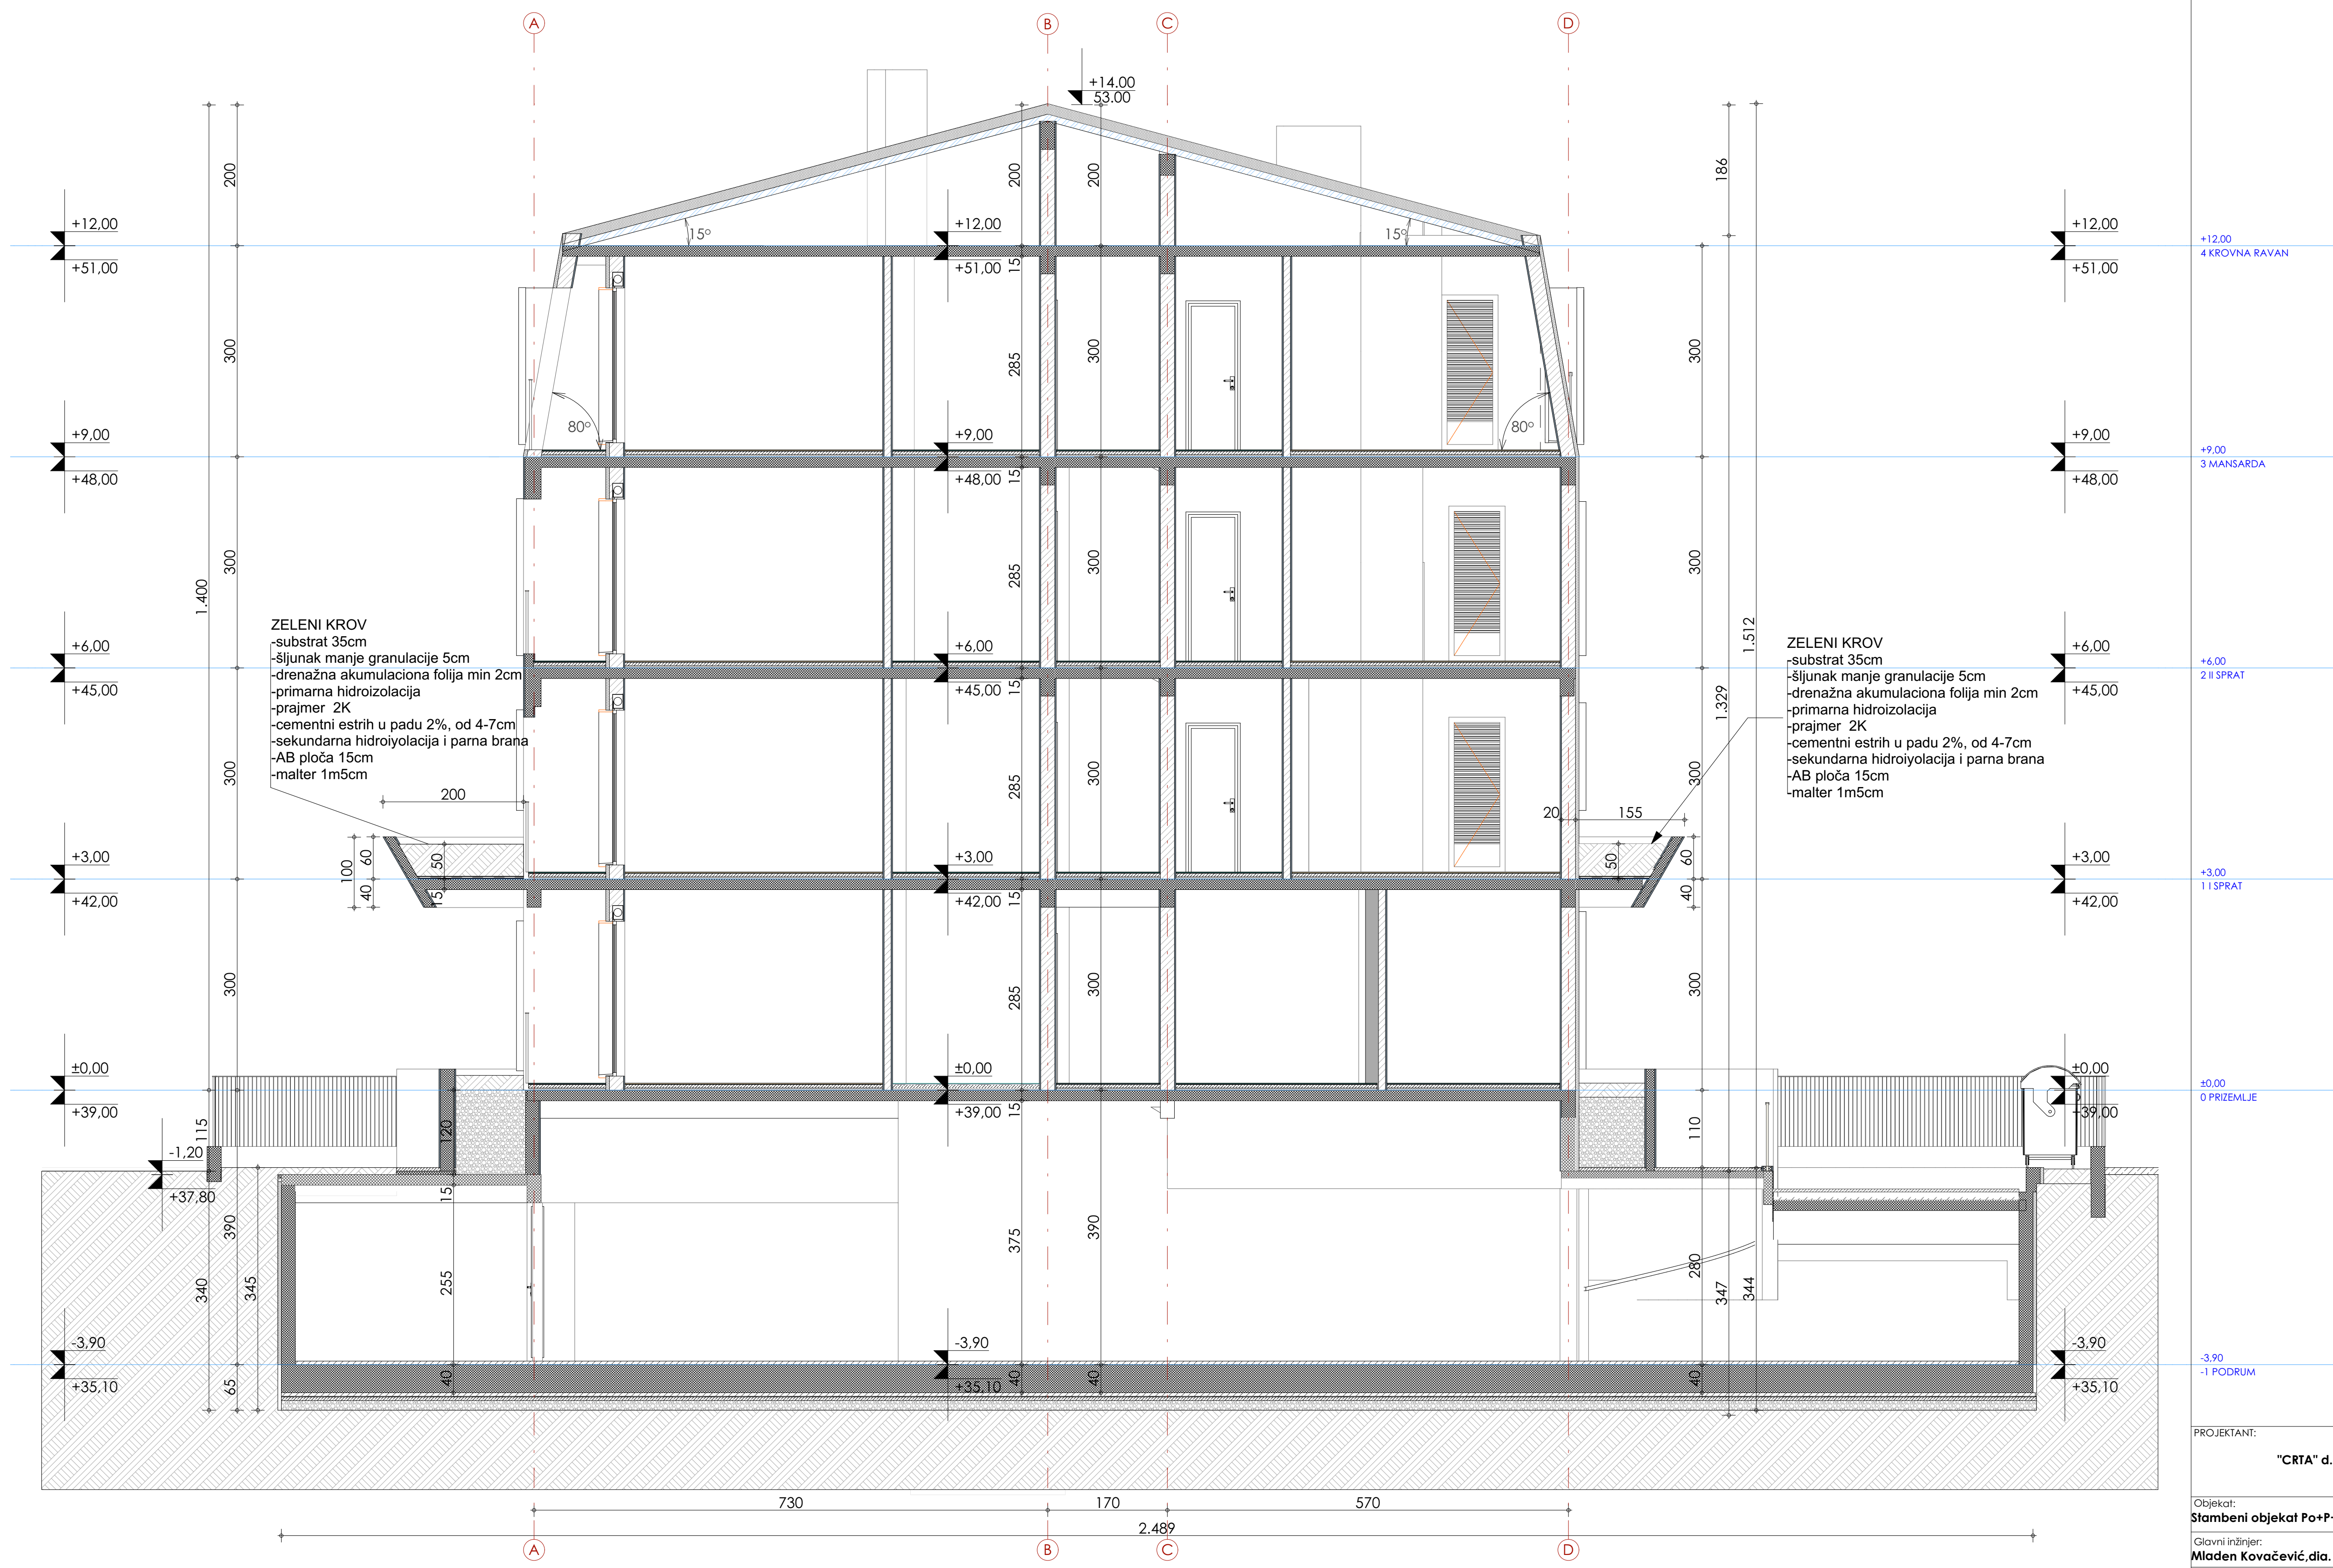 A
B
C
D
+14.00
53.00
200
200
200
186
+12,00
+51,00
15°
+12,00
+51,00
15°
+12,00
+51,00
+12,00
4 KROVNA RAVAN
15
300
285
300
300
80°
80°
+9,00
+48,00
+9,00
+48,00
+9,00
+48,00
+9,00
3 MANSARDA
15
300
285
300
300
1.400
1.512
ZELENI KROV
-substrat 35cm
-šljunak manje granulacije 5cm
-drenažna akumulaciona folija min 2cm
-primarna hidroizolacija
-prajmer 2K
-cementni estrih u padu 2%, od 4-7cm
-sekundarna hidroiyolacija i parna brana
-AB ploča 15cm
-malter 1m5cm
ZELENI KROV
-substrat 35cm
-šljunak manje granulacije 5cm
-drenažna akumulaciona folija min 2cm
-primarna hidroizolacija
-prajmer 2K
-cementni estrih u padu 2%, od 4-7cm
-sekundarna hidroiyolacija i parna brana
-AB ploča 15cm
-malter 1m5cm
+6,00
+45,00
+6,00
+45,00
+6,00
+45,00
+6,00
2 II SPRAT
15
1.329
300
285
300
300
200
20
155
100
60
40
50
15
50
60
40
+3,00
+42,00
+3,00
+42,00
+3,00
+42,00
+3,00
1 I SPRAT
15
300
285
300
300
±0,00
+39,00
±0,00
+39,00
±0,00
+39,00
±0,00
0 PRIZEMLJE
15
115
120
110
-1,20
+37,80
15
390
375
390
340
345
255
280
347
344
-3,90
+35,10
-3,90
+35,10
-3,90
+35,10
-3,90
-1 PODRUM
65
40
40
40
40
PROJEKTANT:
"CRTA" d.
730
170
570
2.489
Objekat:
Stambeni objekat Po+P+
Glavni inžinjer:
Mladen Kovačević,dia.
A
B
C
D